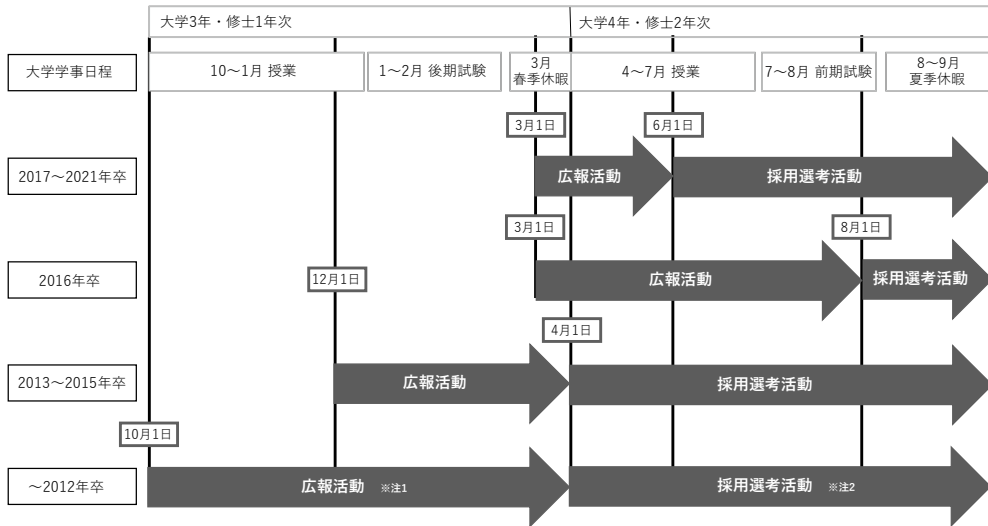 大学3年・修士1年次
大学4年・修士2年次
大学学事日程
10～1月 授業
1～2月 後期試験
3月
春季休暇
4～7月 授業
7～8月 前期試験
8～9月
夏季休暇
3月1日
6月1日
2017～2021年卒
広報活動
採用選考活動
3月1日
8月1日
2016年卒
12月1日
広報活動
採用選考活動
4月1日
2013～2015年卒
広報活動
採用選考活動
10月1日
～2012年卒
広報活動 ※注1
採用選考活動 ※注2